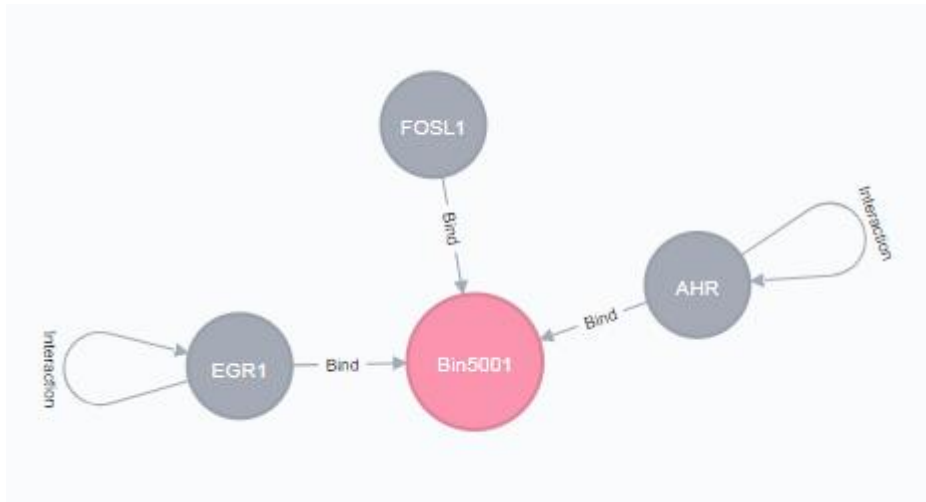 FOSL1
Bind
Interaction
AHR
Bind
Interaction
EGR1
Bind
Bin5001